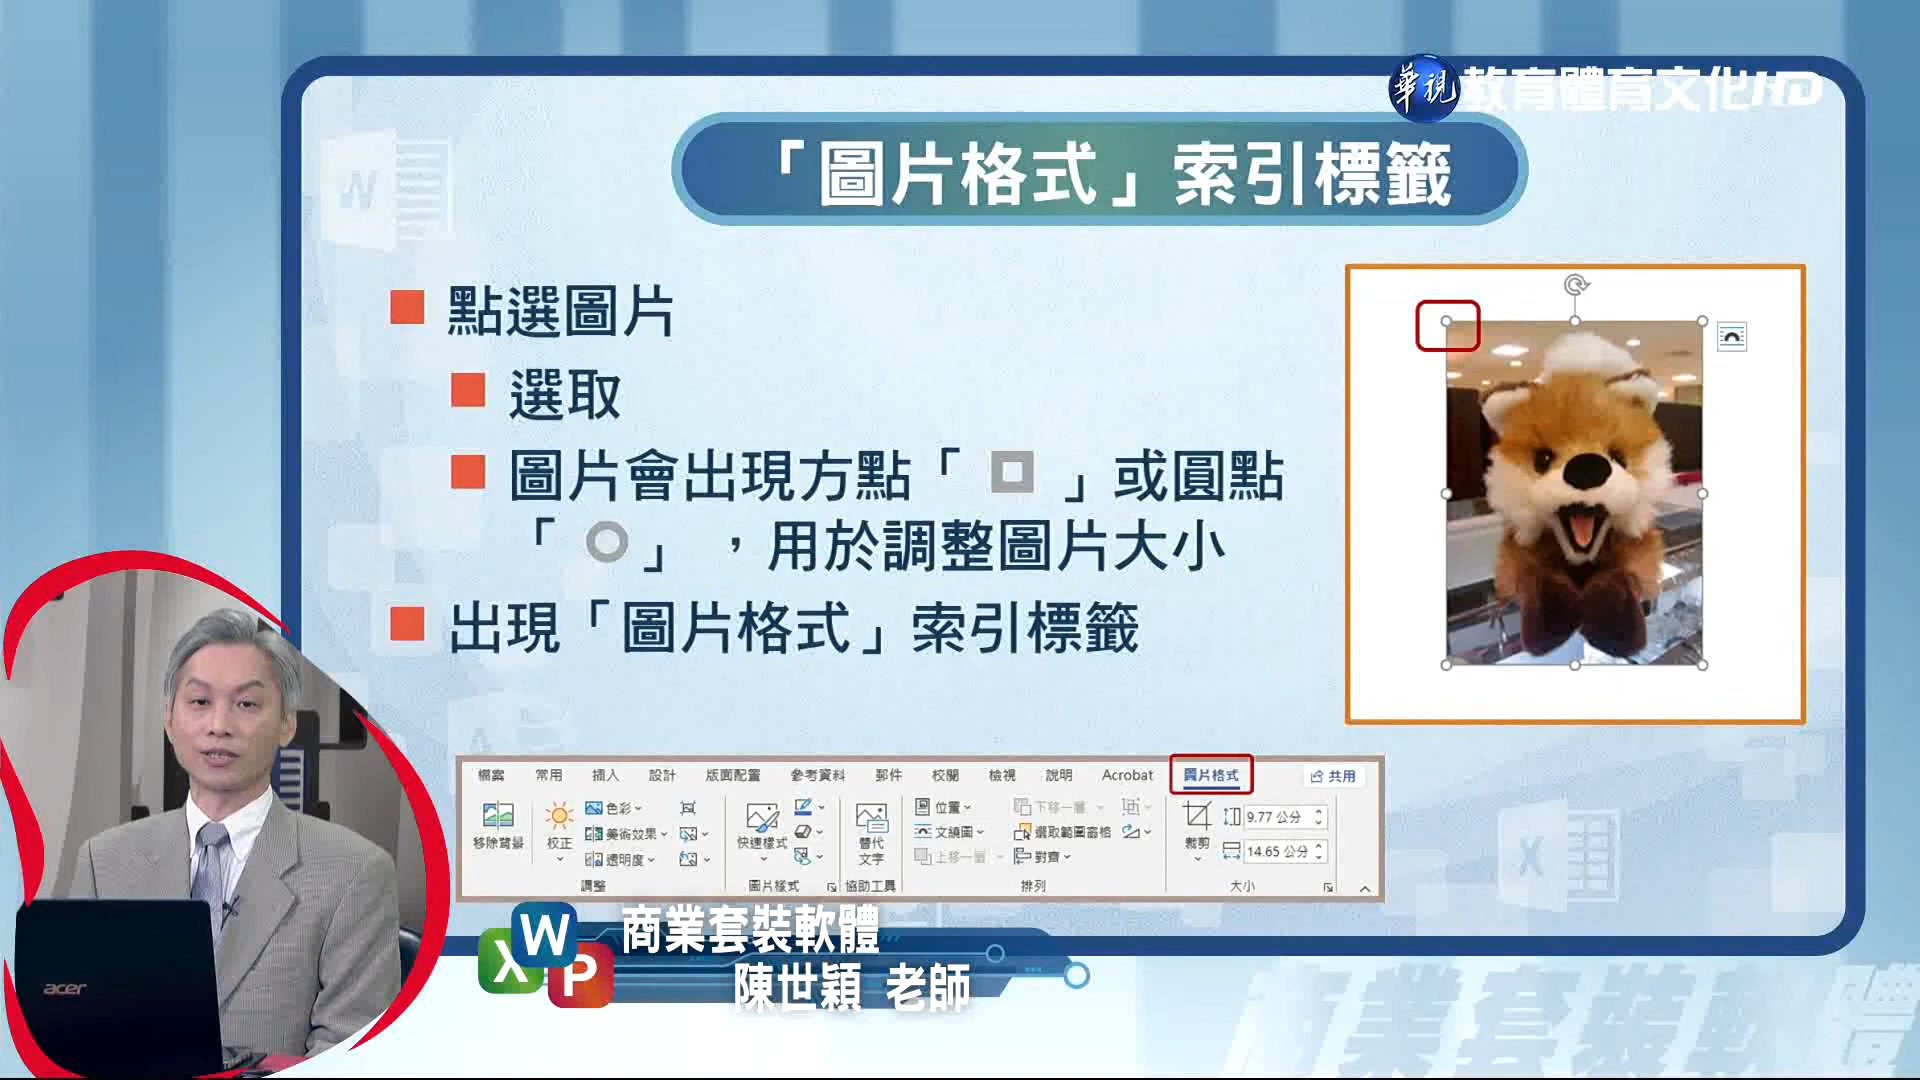 華視 教育體育文化HD
「圖片格式」索引標籤
點選圖片
選取
圖片會出現方點「 」或圓點
「 」，用於調整圖片大小
出現「圖片格式」索引標籤
檔案 常用 插入 設計 版面配置 參考資料 郵件 校閱 檢視 說明 Acrobat 圖片格式 共用
移除背景 校正 色彩 美術效果 透明度 調整
快速樣式 圖片樣式
替代文字 協助工具
位置 文繞圖 上移一層 下移一層 選取範圍窗格 對齊 排列
裁剪 9.77 公分 14.65 公分 大小
W X P
商業套裝軟體
陳世穎 老師
acer
商業套裝軟體